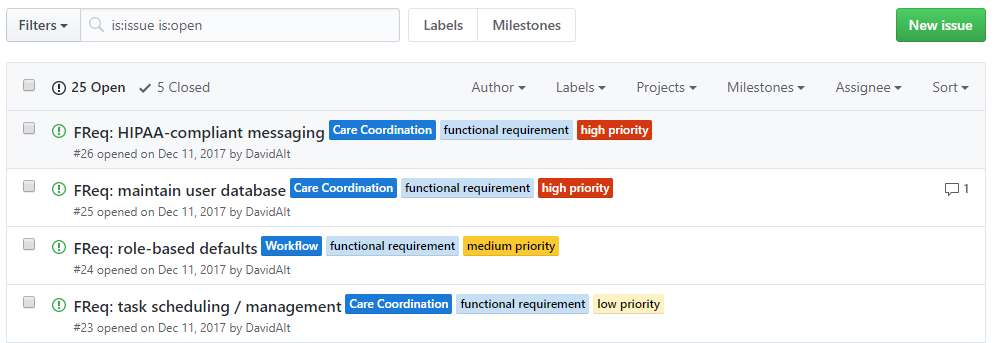 Filters is:issue is:open Labels Milestones New issue
25 Open 5 Closed Author Labels Projects Milestones Assignee Sort
FReq: HIPAA-compliant messaging Care Coordination functional requirement high priority
#26 opened on Dec 11, 2017 by DavidAlt
FReq: maintain user database Care Coordination functional requirement high priority 1
#25 opened on Dec 11, 2017 by DavidAlt
FReq: role-based defaults Workflow functional requirement medium priority
#24 opened on Dec 11, 2017 by DavidAlt
FReq: task scheduling / management Care Coordination functional requirement low priority
#23 opened on Dec 11, 2017 by DavidAlt